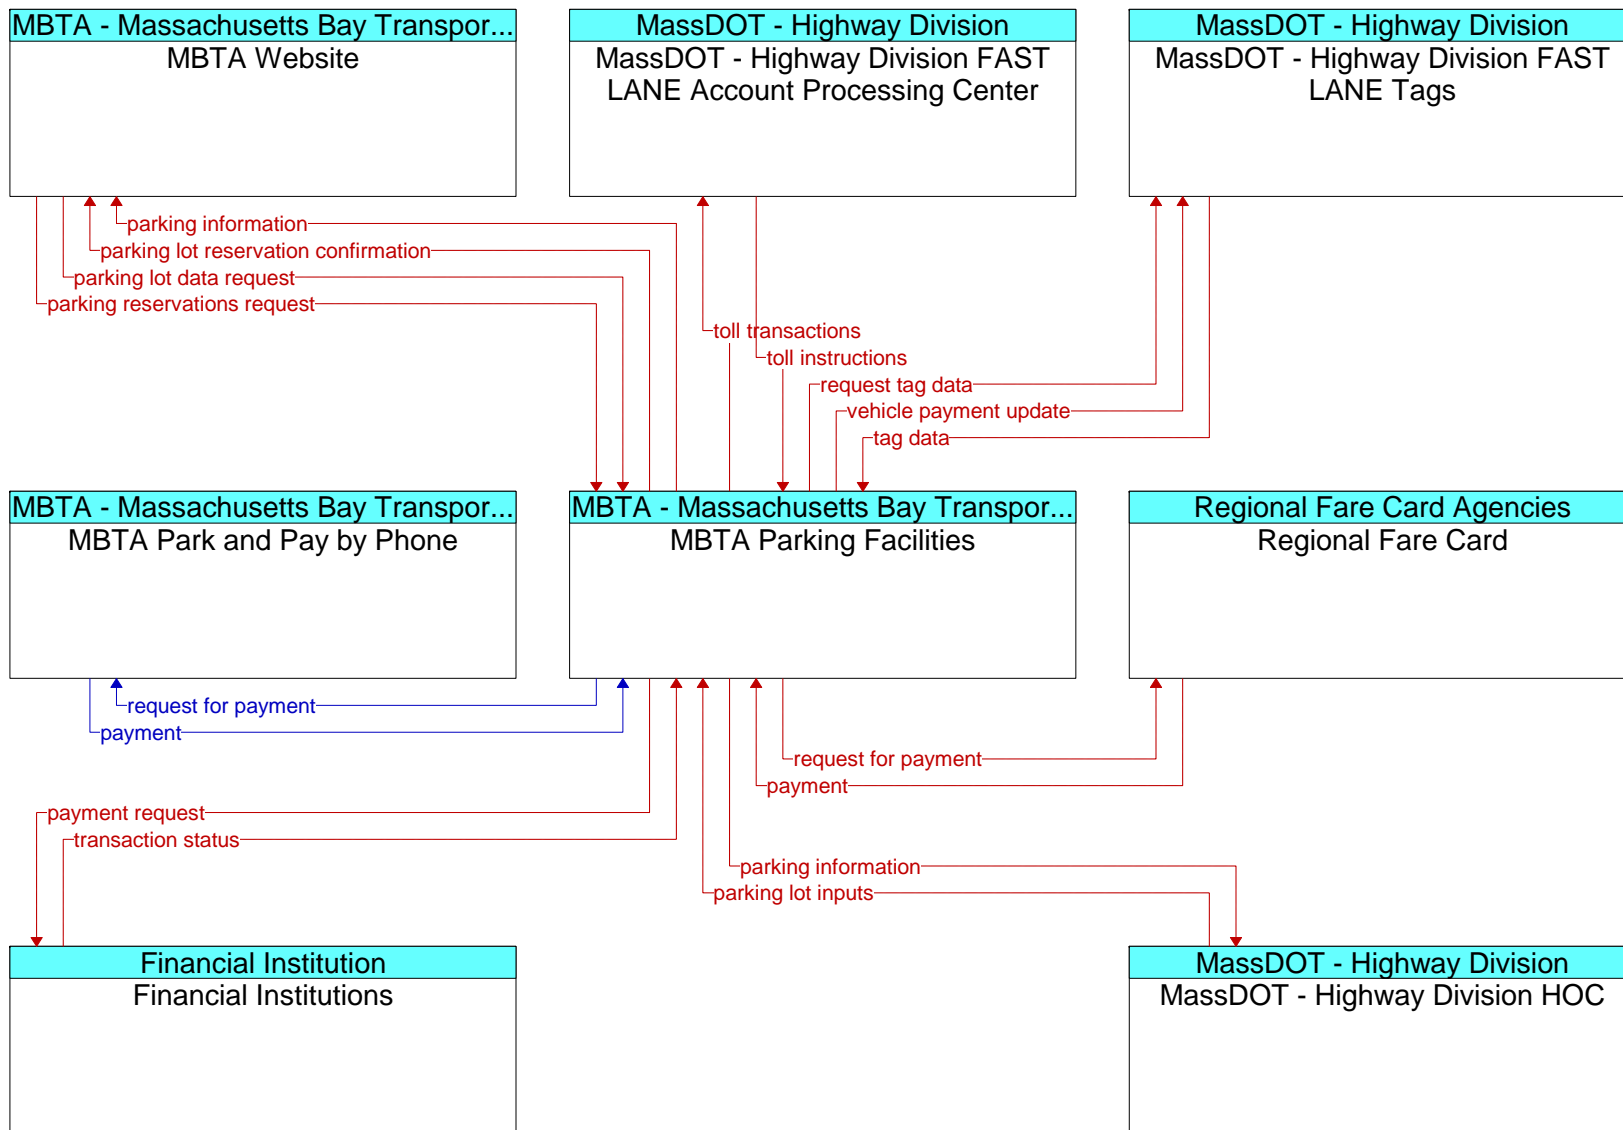 MBTA - Massachusetts Bay Transpor...
MBTA Website
MassDOT - Highway Division
MassDOT - Highway Division FAST
LANE Account Processing Center
MassDOT - Highway Division
MassDOT - Highway Division FAST
LANE Tags
parking information
parking lot reservation confirmation
parking lot data request
parking reservations request
toll transactions
toll instructions
request tag data
vehicle payment update
tag data
MBTA - Massachusetts Bay Transpor...
MBTA Park and Pay by Phone
MBTA - Massachusetts Bay Transpor...
MBTA Parking Facilities
Regional Fare Card Agencies
Regional Fare Card
request for payment
payment
request for payment
payment
payment request
transaction status
parking information
parking lot inputs
Financial Institution
Financial Institutions
MassDOT - Highway Division
MassDOT - Highway Division HOC